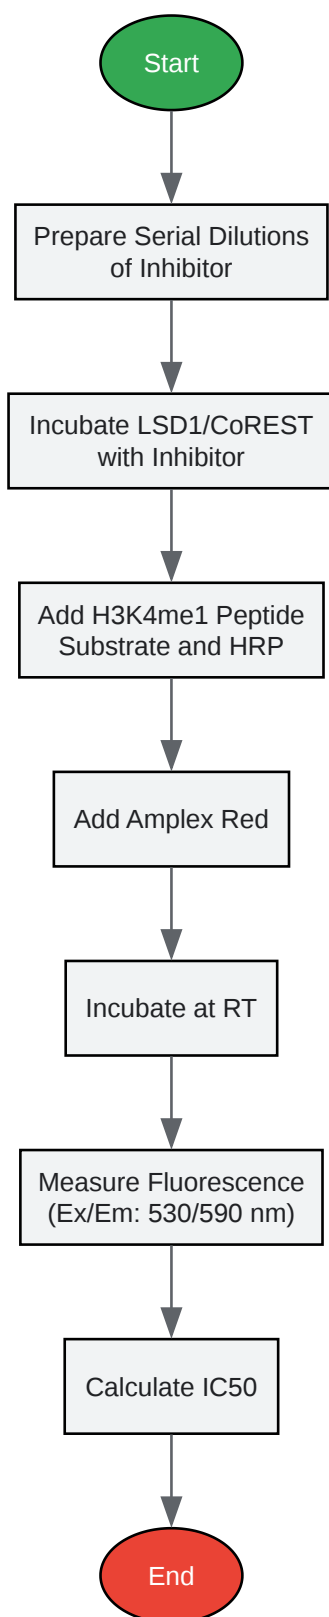 Start
Prepare Serial Dilutions
of Inhibitor
Incubate LSD1/CoREST
with Inhibitor
Add H3K4me1 Peptide
Substrate and HRP
Add Amplex Red
Incubate at RT
Measure Fluorescence
(Ex/Em: 530/590 nm)
Calculate IC50
End